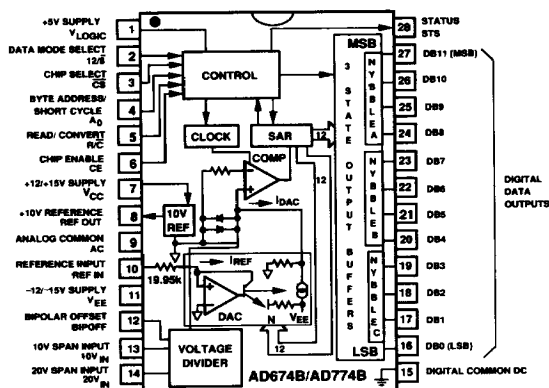 +5V SUPPLY
VLOGIC
1
DATA MODE SELECT
12/8̅
2
CHIP SELECT
C̅S̅
3
BYTE ADDRESS/
SHORT CYCLE
A0
4
READ/ CONVERT
R/C̅
5
CHIP ENABLE
CE
6
+12/+15V SUPPLY
VCC
7
+10V REFERENCE
REF OUT
8
ANALOG COMMON
AC
9
REFERENCE INPUT
REF IN
10
-12/-15V SUPPLY
VEE
11
BIPOLAR OFFSET
BIPOFF
12
10V SPAN INPUT
10VIN
13
20V SPAN INPUT
20VIN
14
CONTROL
CLOCK
SAR
12
COMP
12
IDAC
10V
REF
19.95k
IREF
DAC
N
VEE
12
VOLTAGE
DIVIDER
AD674B/AD774B
MSB
3 STATE OUTPUT BUFFERS
LSB
NYBBLE A
NYBBLE B
NYBBLE C
28
STATUS
STS
27
DB11 (MSB)
26
DB10
25
DB9
24
DB8
23
DB7
22
DB6
21
DB5
20
DB4
19
DB3
18
DB2
17
DB1
16
DB0 (LSB)
15
DIGITAL COMMON DC
DIGITAL
DATA
OUTPUTS